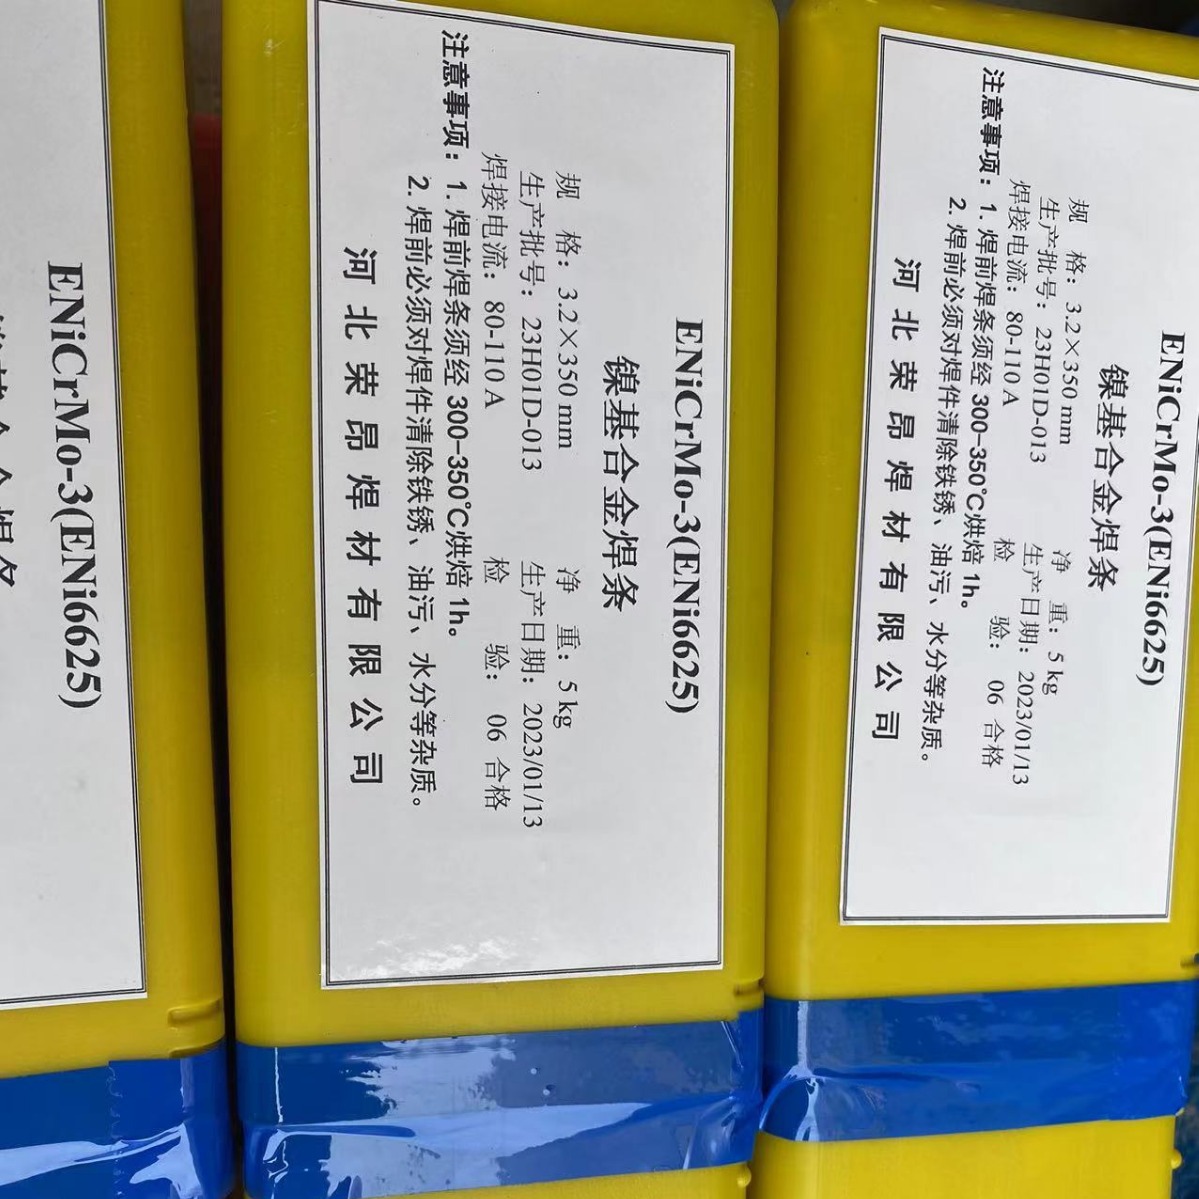 ENiCrMo-3(ENi6625)
ENiCrMo-3(ENi6625)
镍基合金焊条
规 格：3.2×350 mm 净 重：5 kg
生产批号：23H01D-013 生产日期：2023/01/13
焊接电流：80-110 A 检 验：06 合格
注意事项：1. 焊前焊条须经 300-350℃烘焙 1h。
2. 焊前必须对焊件清除铁锈、油污、水分等杂质。
河北荣昂焊材有限公司
ENiCrMo-3(ENi6625)
镍基合金焊条
规 格：3.2×350 mm 净 重：5 kg
生产批号：23H01D-013 生产日期：2023/01/13
焊接电流：80-110 A 检 验：06 合格
注意事项：1. 焊前焊条须经 300-350℃烘焙 1h。
2. 焊前必须对焊件清除铁锈、油污、水分等杂质。
河北荣昂焊材有限公司